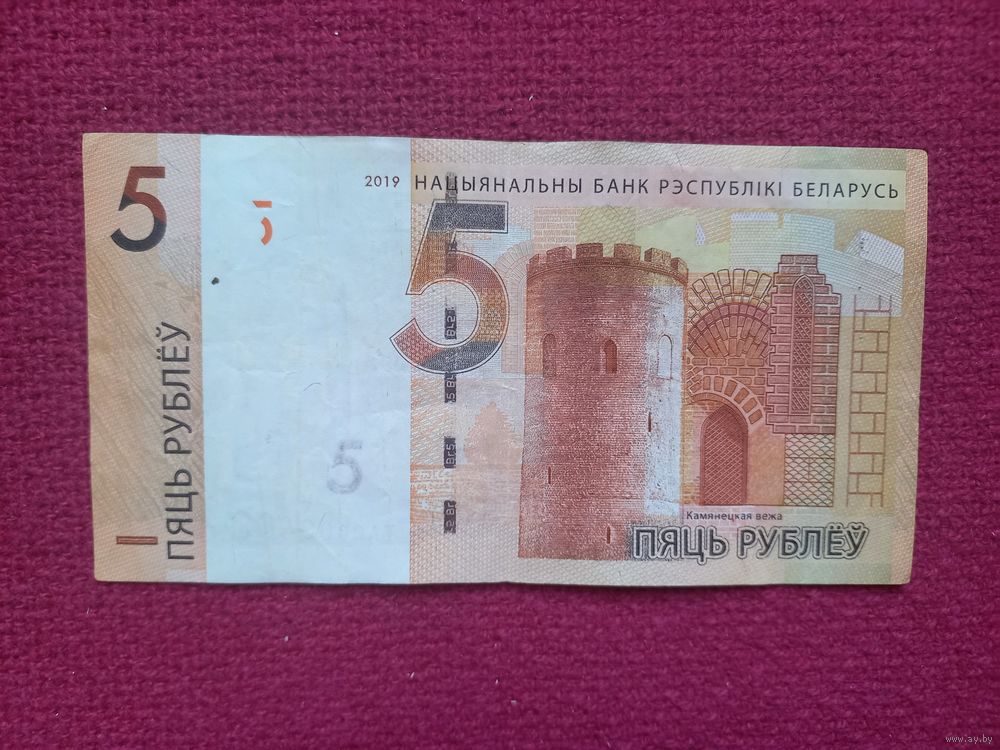 5
ПЯЦЬ РУБЛЁЎ
5
2019 НАЦЫЯНАЛЬНЫ БАНК РЭСПУБЛІКІ БЕЛАРУСЬ
5
Камянецкая вежа
ПЯЦЬ РУБЛЁЎ
www.ay.by